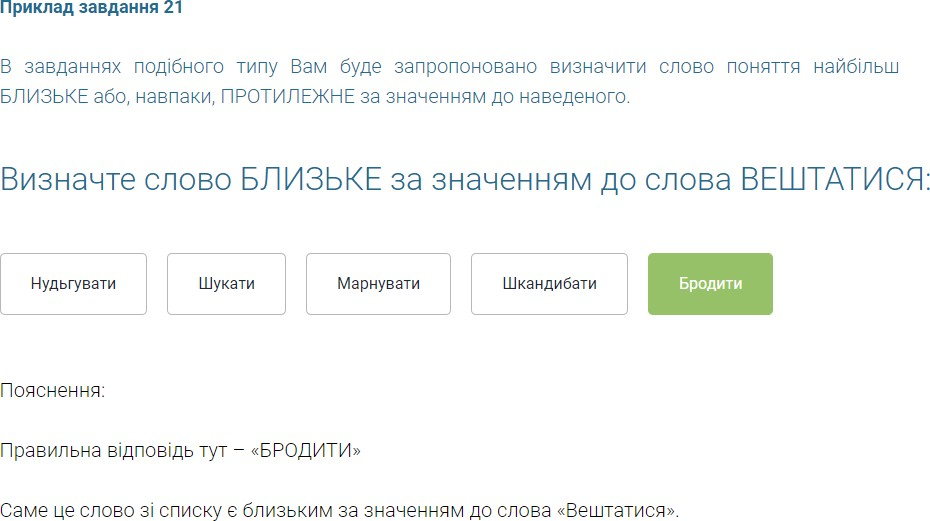 Приклад завдання 21
В завданнях подібного типу Вам буде запропоновано визначити слово поняття найбільш
БЛИЗЬКЕ або, навпаки, ПРОТИЛЕЖНЕ за значенням до наведеного.
Визначте слово БЛИЗЬКЕ за значенням до слова ВЕШТАТИСЯ:
Нудьгувати Шукати Марнувати Шкандибати Бродити
Пояснення:
Правильна відповідь тут – «БРОДИТИ»
Саме це слово зі списку є близьким за значенням до слова «Вештатися».